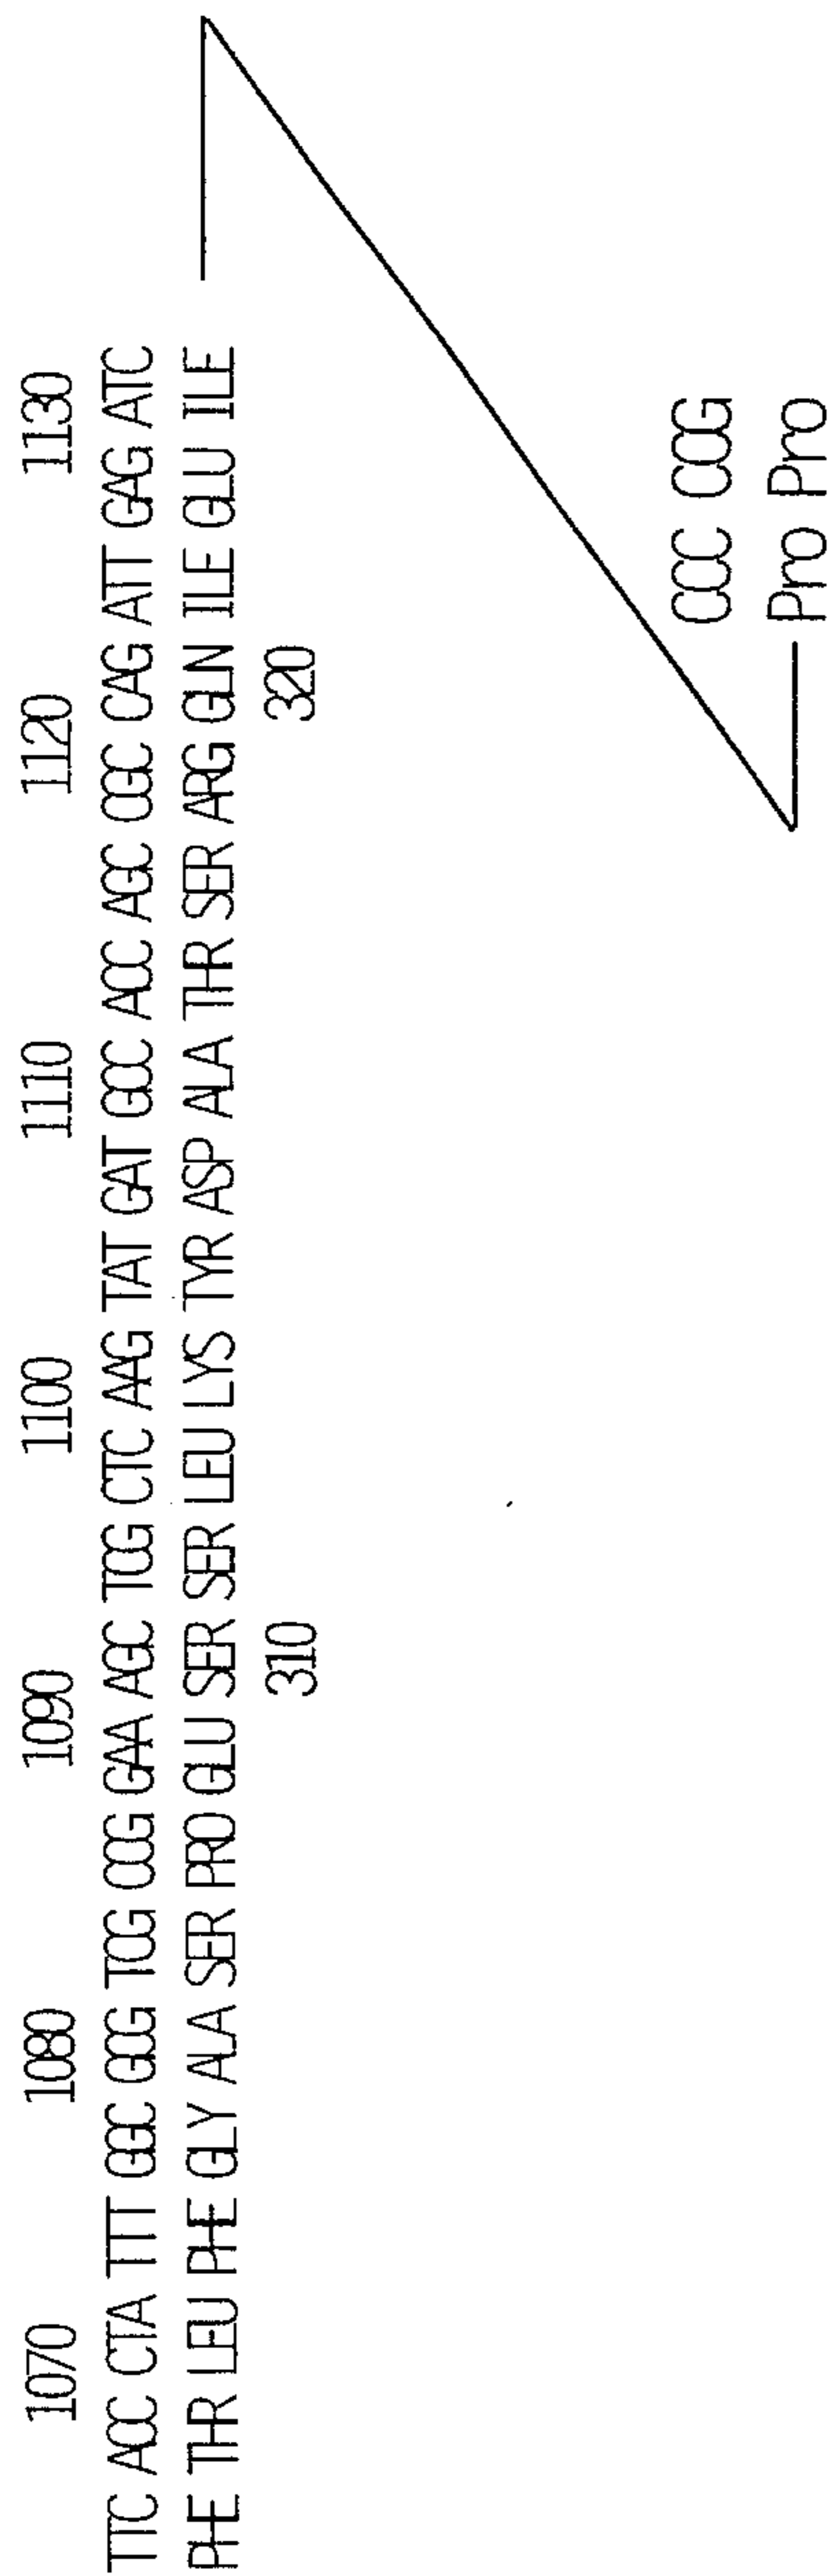 1070 1080 1090 1100 1110 1120 1130
TTC ACC CTA TTT GGC GCG TCG CCG GAA AGC TCG CTC AAG TAT GAT GCC ACC AGC CGC CAG ATT GAG ATC
PHE THR LEU PHE GLY ALA SER PRO GLU SER SER LEU LYS TYR ASP ALA THR SER ARG GLN ILE GLU ILE
310 320
CCC CCG
Pro Pro